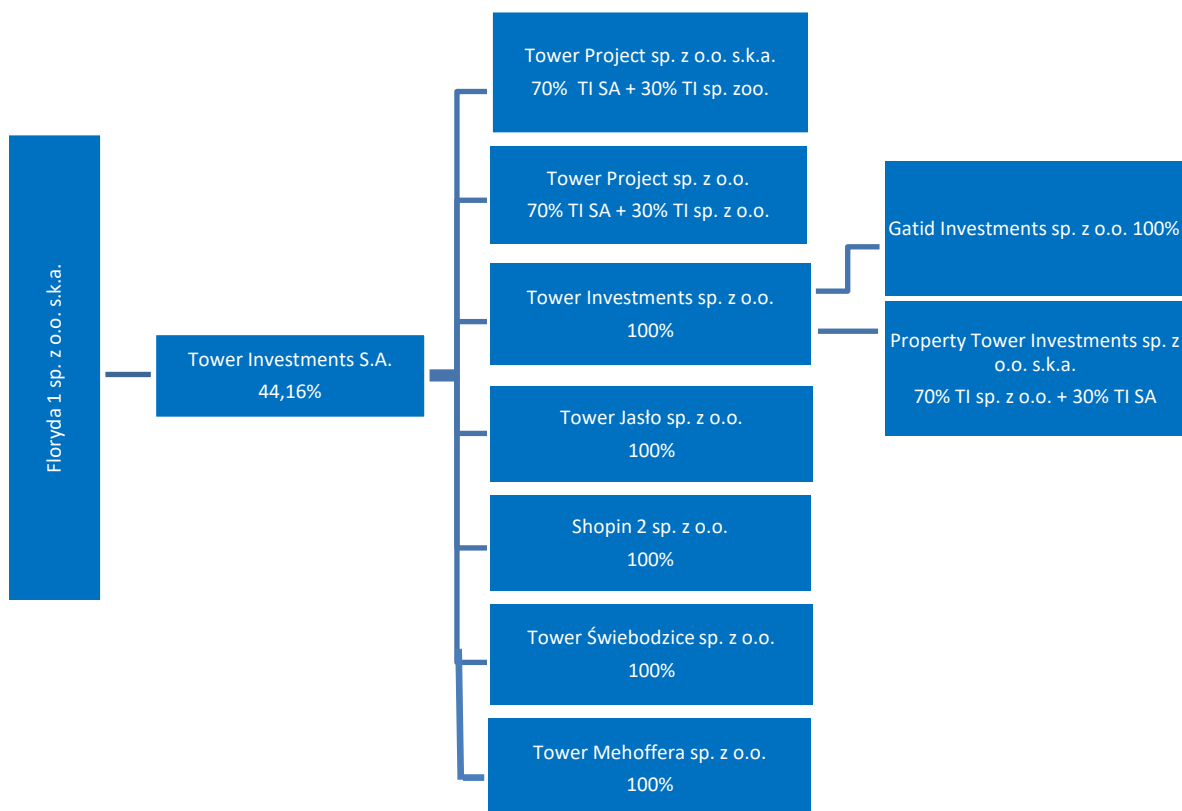 Floryda 1 sp. z o.o. s.k.a.
Tower Investments S.A.
44,16%
Tower Project sp. z o.o. s.k.a.
70% TI SA + 30% TI sp. zoo.
Tower Project sp. z o.o.
70% TI SA + 30% TI sp. z o.o.
Tower Investments sp. z o.o.
100%
Tower Jasło sp. z o.o.
100%
Shopin 2 sp. z o.o.
100%
Tower Świebodzice sp. z o.o.
100%
Tower Mehoffera sp. z o.o.
100%
Gatid Investments sp. z o.o. 100%
Property Tower Investments sp. z
o.o. s.k.a.
70% TI sp. z o.o. + 30% TI SA